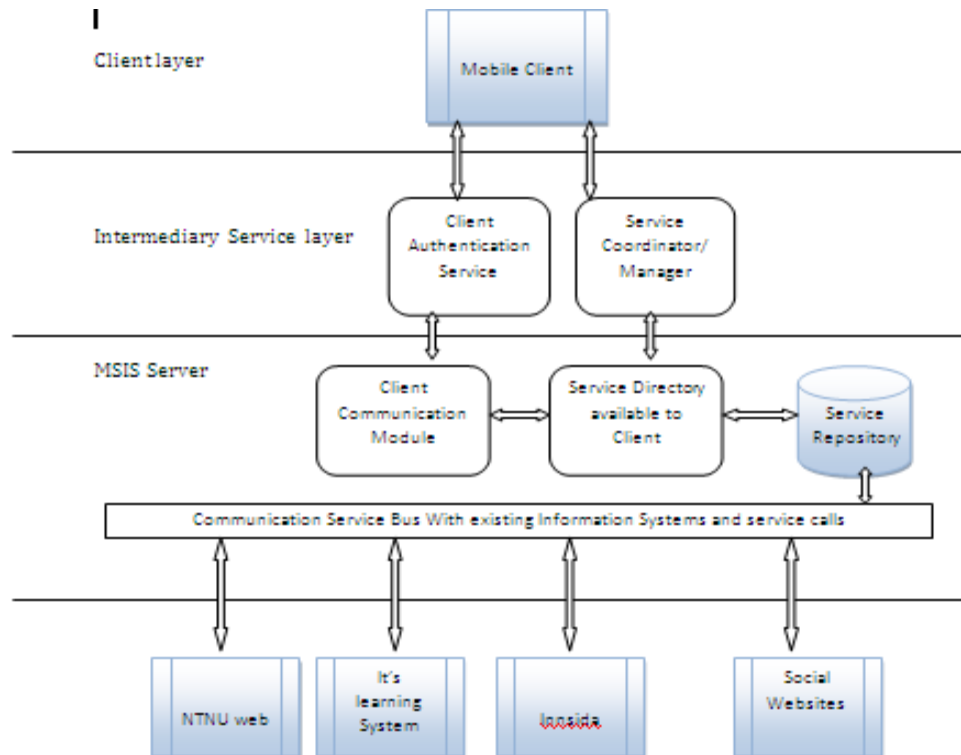 Client layer
Mobile Client
Intermediary Service layer
Client
Authentication
Service
Service
Coordinator/
Manager
MSIS Server
Client
Communication
Module
Service Directory
available to
Client
Service
Repository
Communication Service Bus With existing Information Systems and service calls
NTNU web
It's
learning
System
Innsida
Social
Websites